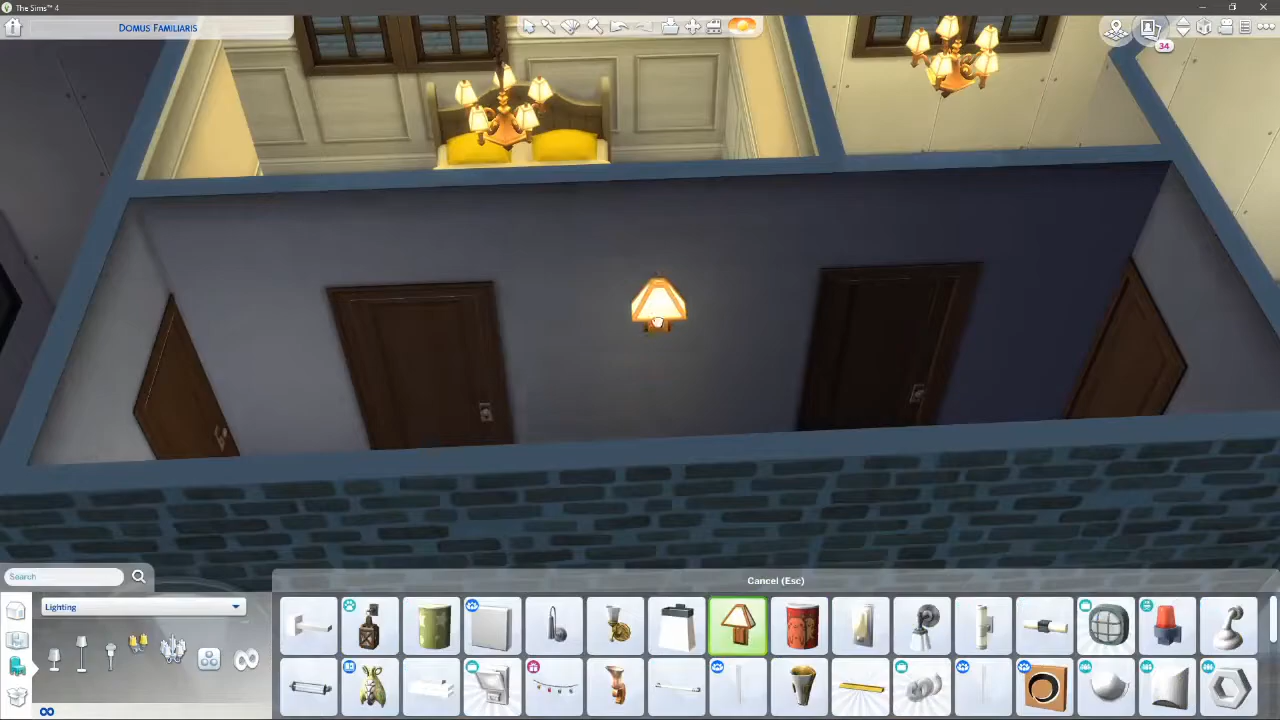 The Sims™ 4
Domus Familiaris
34
Cancel (Esc)
Search
Lighting